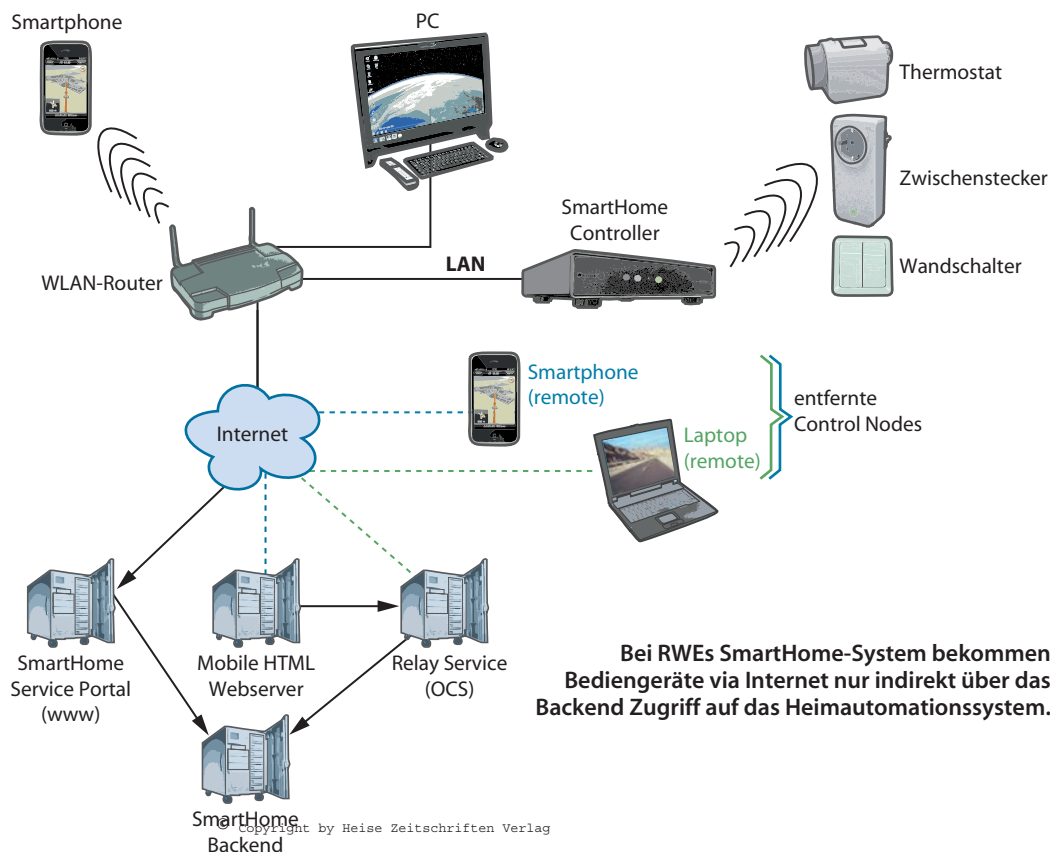 Smartphone
PC
Thermostat
Zwischenstecker
SmartHome
Controller
WLAN-Router
LAN
Wandschalter
Smartphone
(remote)
entfernte
Control Nodes
Internet
Laptop
(remote)
SmartHome
Service Portal
(www)
Mobile HTML
Webserver
Relay Service
(OCS)
Bei RWEs SmartHome-System bekommen
Bediengeräte via Internet nur indirekt über das
Backend Zugriff auf das Heimautomationssystem.
SmartHome
Backend
© Copyright by Heise Zeitschriften Verlag